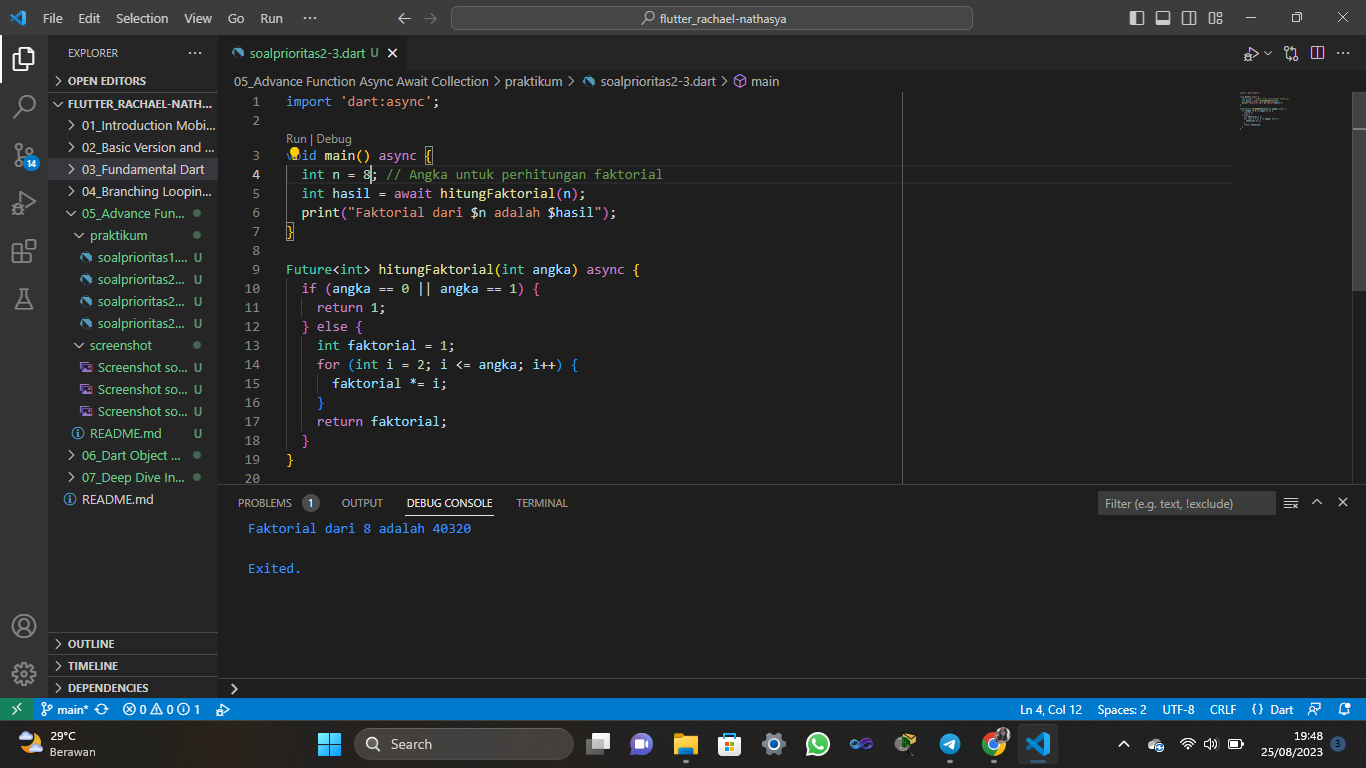 File Edit Selection View Go Run ···
flutter_rachael-nathasya
EXPLORER ···
OPEN EDITORS
FLUTTER_RACHAEL-NATH...
01_Introduction Mobi...
02_Basic Version and ...
03_Fundamental Dart
04_Branching Loopin...
05_Advance Fun...
praktikum
soalprioritas1.... U
soalprioritas2... U
soalprioritas2... U
soalprioritas2... U
screenshot
Screenshot so... U
Screenshot so... U
Screenshot so... U
README.md U
06_Dart Object ...
07_Deep Dive In...
README.md
OUTLINE
TIMELINE
DEPENDENCIES
14
soalprioritas2-3.dart U
05_Advance Function Async Await Collection > praktikum > soalprioritas2-3.dart > main
1 import 'dart:async';
2
Run | Debug
3 void main() async {
4 int n = 8; // Angka untuk perhitungan faktorial
5 int hasil = await hitungFaktorial(n);
6 print("Faktorial dari $n adalah $hasil");
7 }
8
9 Future<int> hitungFaktorial(int angka) async {
10 if (angka == 0 || angka == 1) {
11 return 1;
12 } else {
13 int faktorial = 1;
14 for (int i = 2; i <= angka; i++) {
15 faktorial *= i;
16 }
17 return faktorial;
18 }
19 }
20
PROBLEMS 1 OUTPUT DEBUG CONSOLE TERMINAL
Filter (e.g. text, !exclude)
Faktorial dari 8 adalah 40320
Exited.
main* 0 0 1
Ln 4, Col 12 Spaces: 2 UTF-8 CRLF {} Dart
29°C
Berawan
Search
19:48
25/08/2023
3